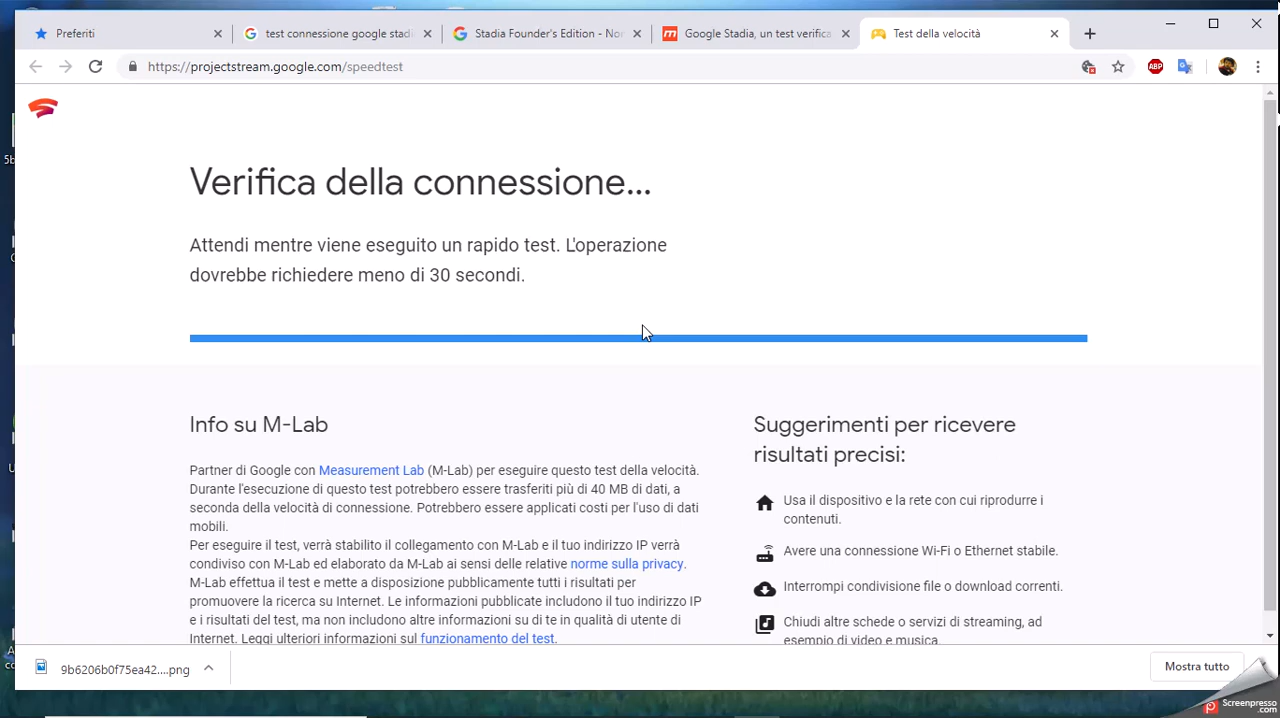 Preferiti
test connessione google stadi
Stadia Founder's Edition - Nor
Google Stadia, un test verifica
Test della velocità
https://projectstream.google.com/speedtest
ABP
Verifica della connessione...
Attendi mentre viene eseguito un rapido test. L'operazione
dovrebbe richiedere meno di 30 secondi.
Info su M-Lab
Partner di Google con Measurement Lab (M-Lab) per eseguire questo test della velocità.
Durante l'esecuzione di questo test potrebbero essere trasferiti più di 40 MB di dati, a
seconda della velocità di connessione. Potrebbero essere applicati costi per l'uso di dati
mobili.
Per eseguire il test, verrà stabilito il collegamento con M-Lab e il tuo indirizzo IP verrà
condiviso con M-Lab ed elaborato da M-Lab ai sensi delle relative norme sulla privacy.
M-Lab effettua il test e mette a disposizione pubblicamente tutti i risultati per
promuovere la ricerca su Internet. Le informazioni pubblicate includono il tuo indirizzo IP
e i risultati del test, ma non includono altre informazioni su di te in qualità di utente di
Internet. Leggi ulteriori informazioni sul funzionamento del test.
Suggerimenti per ricevere
risultati precisi:
Usa il dispositivo e la rete con cui riprodurre i
contenuti.
Avere una connessione Wi-Fi o Ethernet stabile.
Interrompi condivisione file o download correnti.
Chiudi altre schede o servizi di streaming, ad
esempio di video e musica.
9b6206b0f75ea42....png
Mostra tutto
Screenpresso
.com